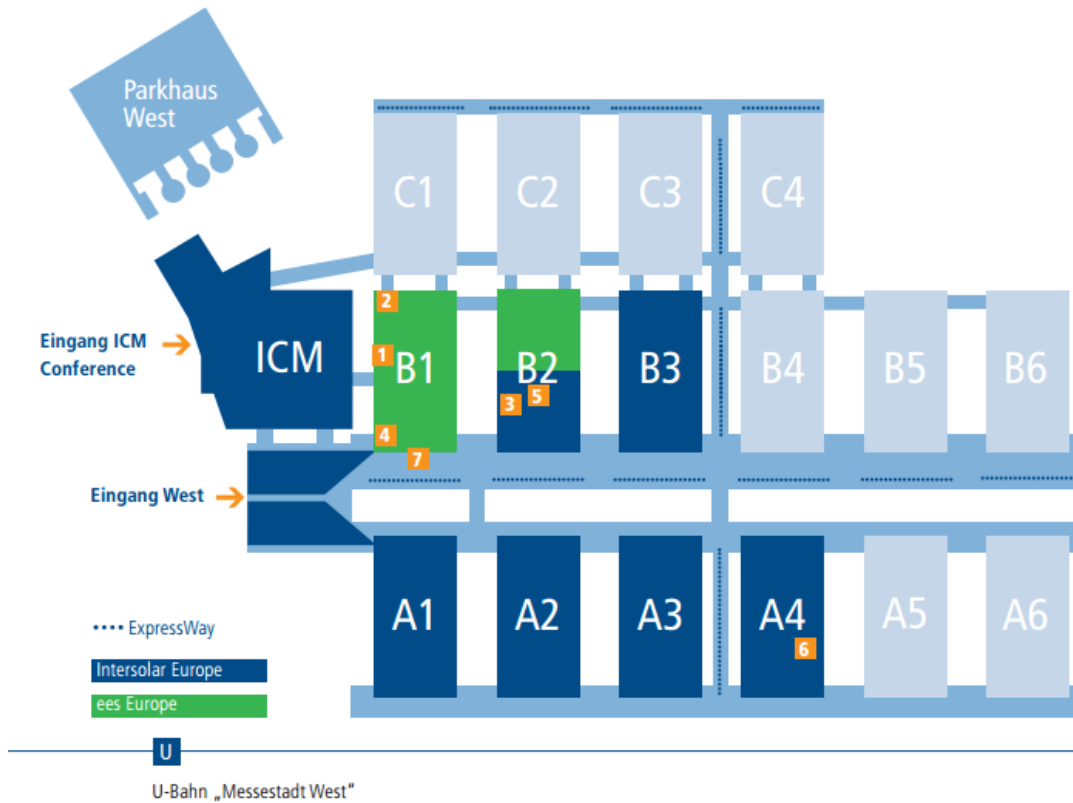 Parkhaus
West
C1
C2
C3
C4
2
Eingang ICM
Conference
ICM
1
B1
B2
B3
B4
B5
B6
3
5
4
7
Eingang West
A1
A2
A3
A4
A5
A6
6
ExpressWay
Intersolar Europe
ees Europe
U
U-Bahn „Messestadt West“